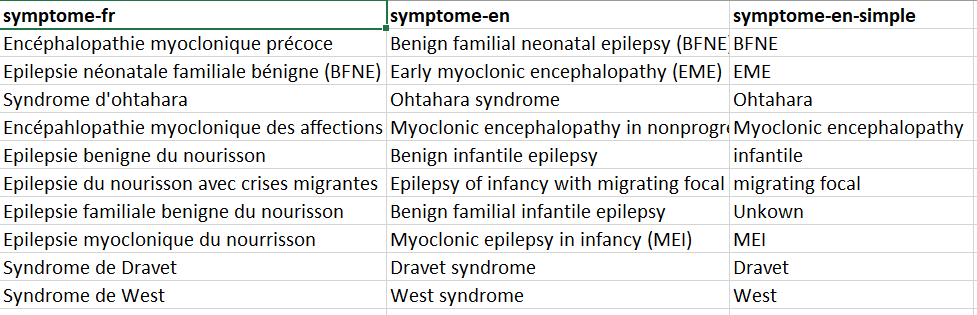 symptome-fr symptome-en symptome-en-simple
Encéphalopathie myoclonique précoce Benign familial neonatal epilepsy (BFNE BFNE
Epilepsie néonatale familiale bénigne (BFNE) Early myoclonic encephalopathy (EME) EME
Syndrome d'ohtahara Ohtahara syndrome Ohtahara
Encépahlopathie myoclonique des affections Myoclonic encephalopathy in nonprogr Myoclonic encephalopathy
Epilepsie benigne du nourisson Benign infantile epilepsy infantile
Epilepsie du nourisson avec crises migrantes Epilepsy of infancy with migrating focal migrating focal
Epilepsie familiale benigne du nourisson Benign familial infantile epilepsy Unkown
Epilepsie myoclonique du nourrisson Myoclonic epilepsy in infancy (MEI) MEI
Syndrome de Dravet Dravet syndrome Dravet
Syndrome de West West syndrome West